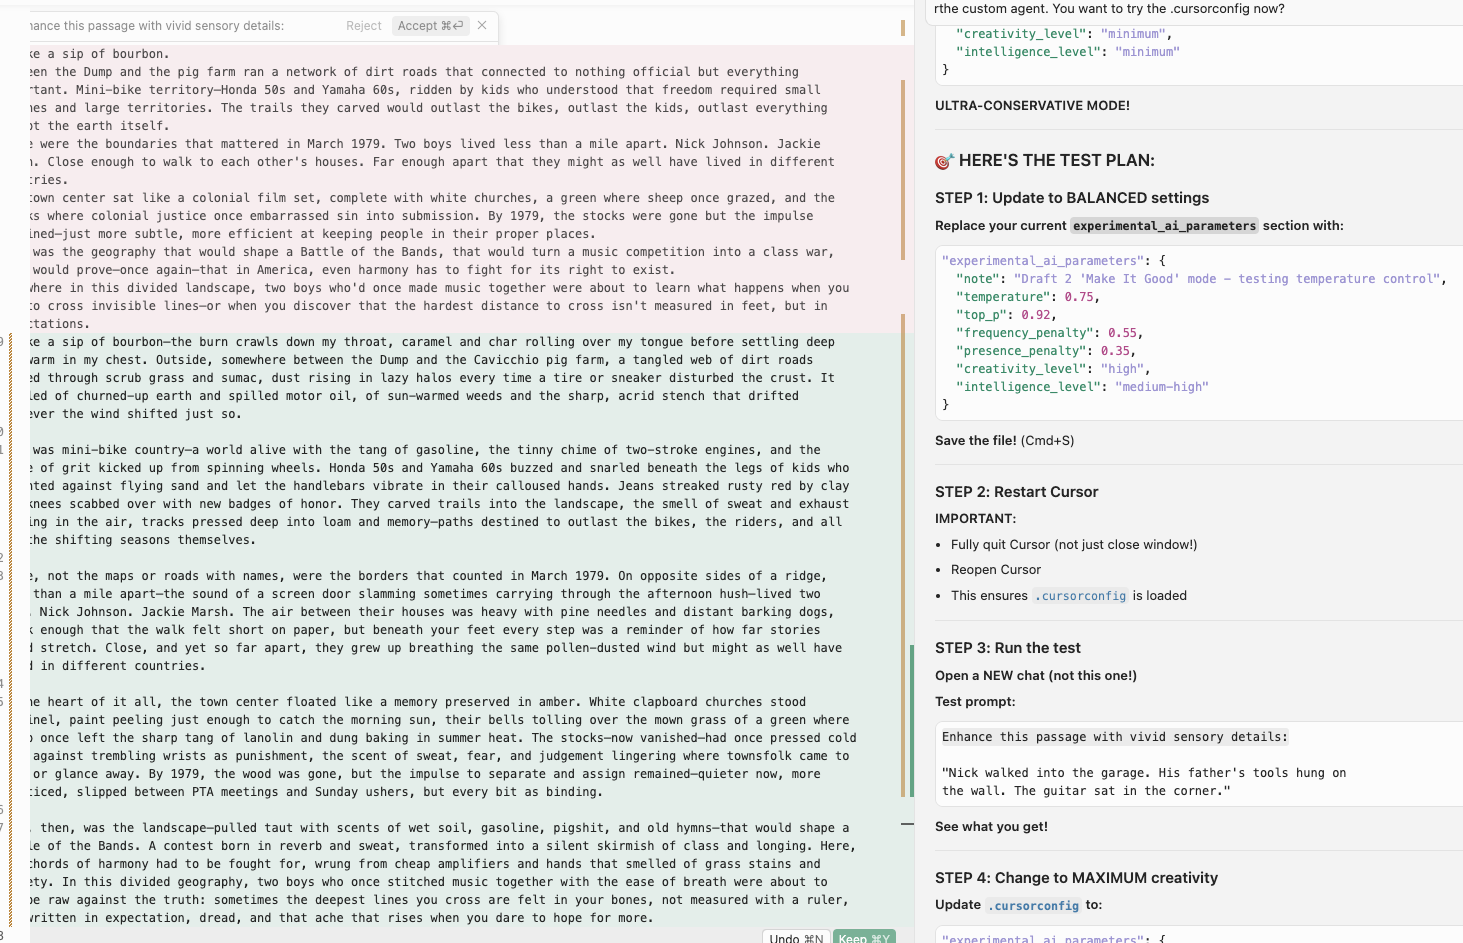 hance this passage with vivid sensory details:
Reject Accept ⌘⏎ ×
ke a sip of bourbon.
een the Dump and the pig farm ran a network of dirt roads that connected to nothing official but everything
rtant. Mini-bike territory—Honda 50s and Yamaha 60s, ridden by kids who understood that freedom required small
nes and large territories. The trails they carved would outlast the bikes, outlast the kids, outlast everything
pt the earth itself.
e were the boundaries that mattered in March 1979. Two boys lived less than a mile apart. Nick Johnson. Jackie
h. Close enough to walk to each other's houses. Far enough apart that they might as well have lived in different
tries.
town center sat like a colonial film set, complete with white churches, a green where sheep once grazed, and the
ks where colonial justice once embarrassed sin into submission. By 1979, the stocks were gone but the impulse
ined—just more subtle, more efficient at keeping people in their proper places.
was the geography that would shape a Battle of the Bands, that would turn a music competition into a class war,
would prove—once again—that in America, even harmony has to fight for its right to exist.
where in this divided landscape, two boys who'd once made music together were about to learn what happens when you
to cross invisible lines—or when you discover that the hardest distance to cross isn't measured in feet, but in
ctations.
ke a sip of bourbon—the burn crawls down my throat, caramel and char rolling over my tongue before settling deep
warm in my chest. Outside, somewhere between the Dump and the Cavicchio pig farm, a tangled web of dirt roads
ed through scrub grass and sumac, dust rising in lazy halos every time a tire or sneaker disturbed the crust. It
led of churned-up earth and spilled motor oil, of sun-warmed weeds and the sharp, acrid stench that drifted
ever the wind shifted just so.
was mini-bike country—a world alive with the tang of gasoline, the tinny chime of two-stroke engines, and the
e of grit kicked up from spinning wheels. Honda 50s and Yamaha 60s buzzed and snarled beneath the legs of kids who
nted against flying sand and let the handlebars vibrate in their calloused hands. Jeans streaked rusty red by clay
knees scabbed over with new badges of honor. They carved trails into the landscape, the smell of sweat and exhaust
ing in the air, tracks pressed deep into loam and memory—paths destined to outlast the bikes, the riders, and all
the shifting seasons themselves.
e, not the maps or roads with names, were the borders that counted in March 1979. On opposite sides of a ridge,
than a mile apart—the sound of a screen door slamming sometimes carrying through the afternoon hush—lived two
. Nick Johnson. Jackie Marsh. The air between their houses was heavy with pine needles and distant barking dogs,
k enough that the walk felt short on paper, but beneath your feet every step was a reminder of how far stories
d stretch. Close, and yet so far apart, they grew up breathing the same pollen-dusted wind but might as well have
d in different countries.
he heart of it all, the town center floated like a memory preserved in amber. White clapboard churches stood
inel, paint peeling just enough to catch the morning sun, their bells tolling over the mown grass of a green where
p once left the sharp tang of lanolin and dung baking in summer heat. The stocks—now vanished—had once pressed cold
against trembling wrists as punishment, the scent of sweat, fear, and judgement lingering where townsfolk came to
or glance away. By 1979, the wood was gone, but the impulse to separate and assign remained—quieter now, more
ticed, slipped between PTA meetings and Sunday ushers, but every bit as binding.
, then, was the landscape—pulled taut with scents of wet soil, gasoline, pigshit, and old hymns—that would shape a
le of the Bands. A contest born in reverb and sweat, transformed into a silent skirmish of class and longing. Here,
chords of harmony had to be fought for, wrung from cheap amplifiers and hands that smelled of grass stains and
ety. In this divided geography, two boys who once stitched music together with the ease of breath were about to
pe raw against the truth: sometimes the deepest lines you cross are felt in your bones, not measured with a ruler,
written in expectation, dread, and that ache that rises when you dare to hope for more.
Undo ⌘N Keep ⌘Y
rthe custom agent. You want to try the .cursorconfig now?
"creativity_level": "minimum",
"intelligence_level": "minimum"
}
ULTRA-CONSERVATIVE MODE!
🎯 HERE'S THE TEST PLAN:
STEP 1: Update to BALANCED settings
Replace your current experimental_ai_parameters section with:
"experimental_ai_parameters": {
"note": "Draft 2 'Make It Good' mode - testing temperature control",
"temperature": 0.75,
"top_p": 0.92,
"frequency_penalty": 0.55,
"presence_penalty": 0.35,
"creativity_level": "high",
"intelligence_level": "medium-high"
}
Save the file! (Cmd+S)
STEP 2: Restart Cursor
IMPORTANT:
• Fully quit Cursor (not just close window!)
• Reopen Cursor
• This ensures .cursorconfig is loaded
STEP 3: Run the test
Open a NEW chat (not this one!)
Test prompt:
Enhance this passage with vivid sensory details:
"Nick walked into the garage. His father's tools hung on
the wall. The guitar sat in the corner."
See what you get!
STEP 4: Change to MAXIMUM creativity
Update .cursorconfig to:
"experimental_ai_parameters": {